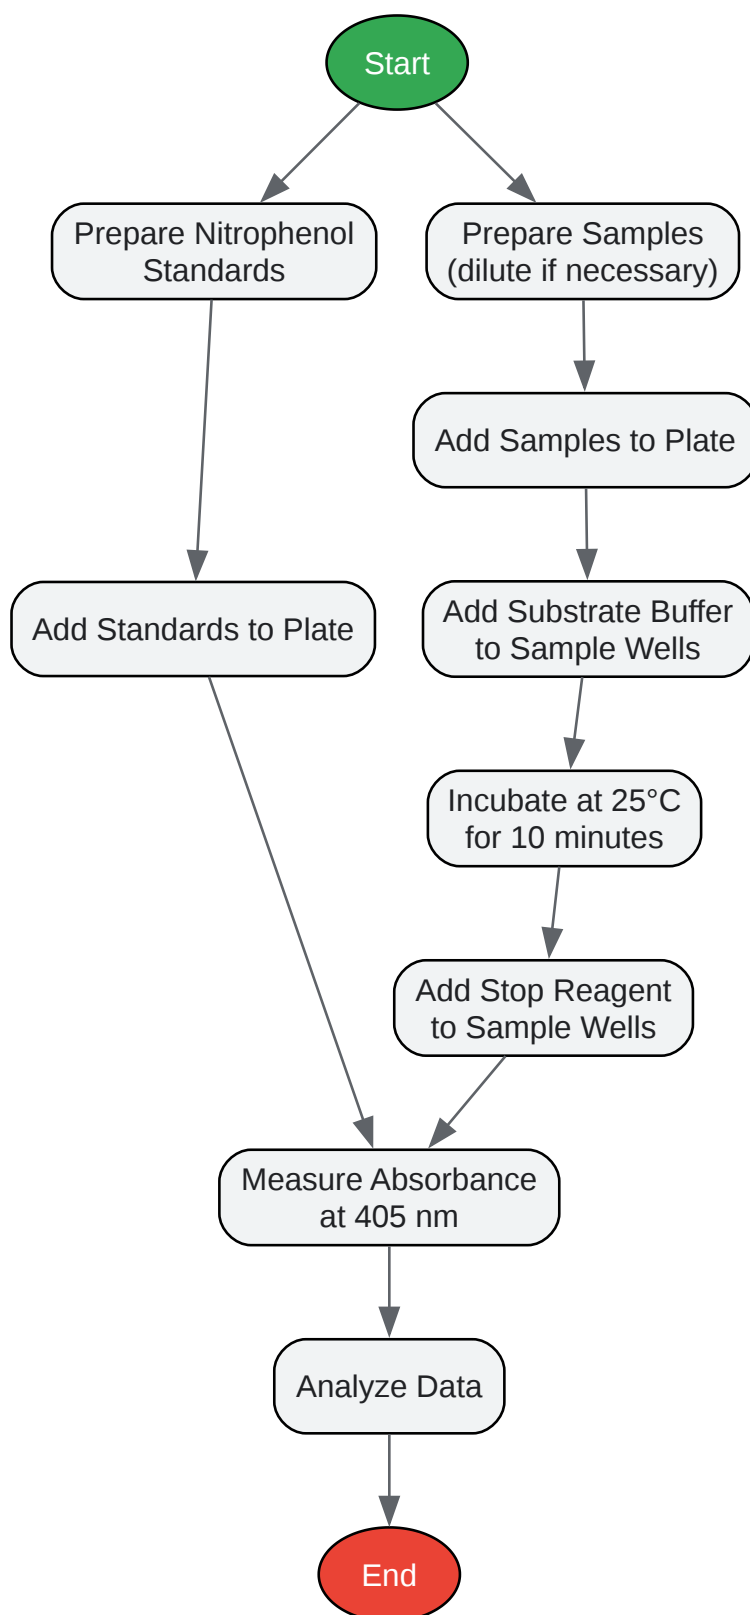 Start
Prepare Nitrophenol
Standards
Prepare Samples
(dilute if necessary)
Add Samples to Plate
Add Standards to Plate
Add Substrate Buffer
to Sample Wells
Incubate at 25°C
for 10 minutes
Add Stop Reagent
to Sample Wells
Measure Absorbance
at 405 nm
Analyze Data
End